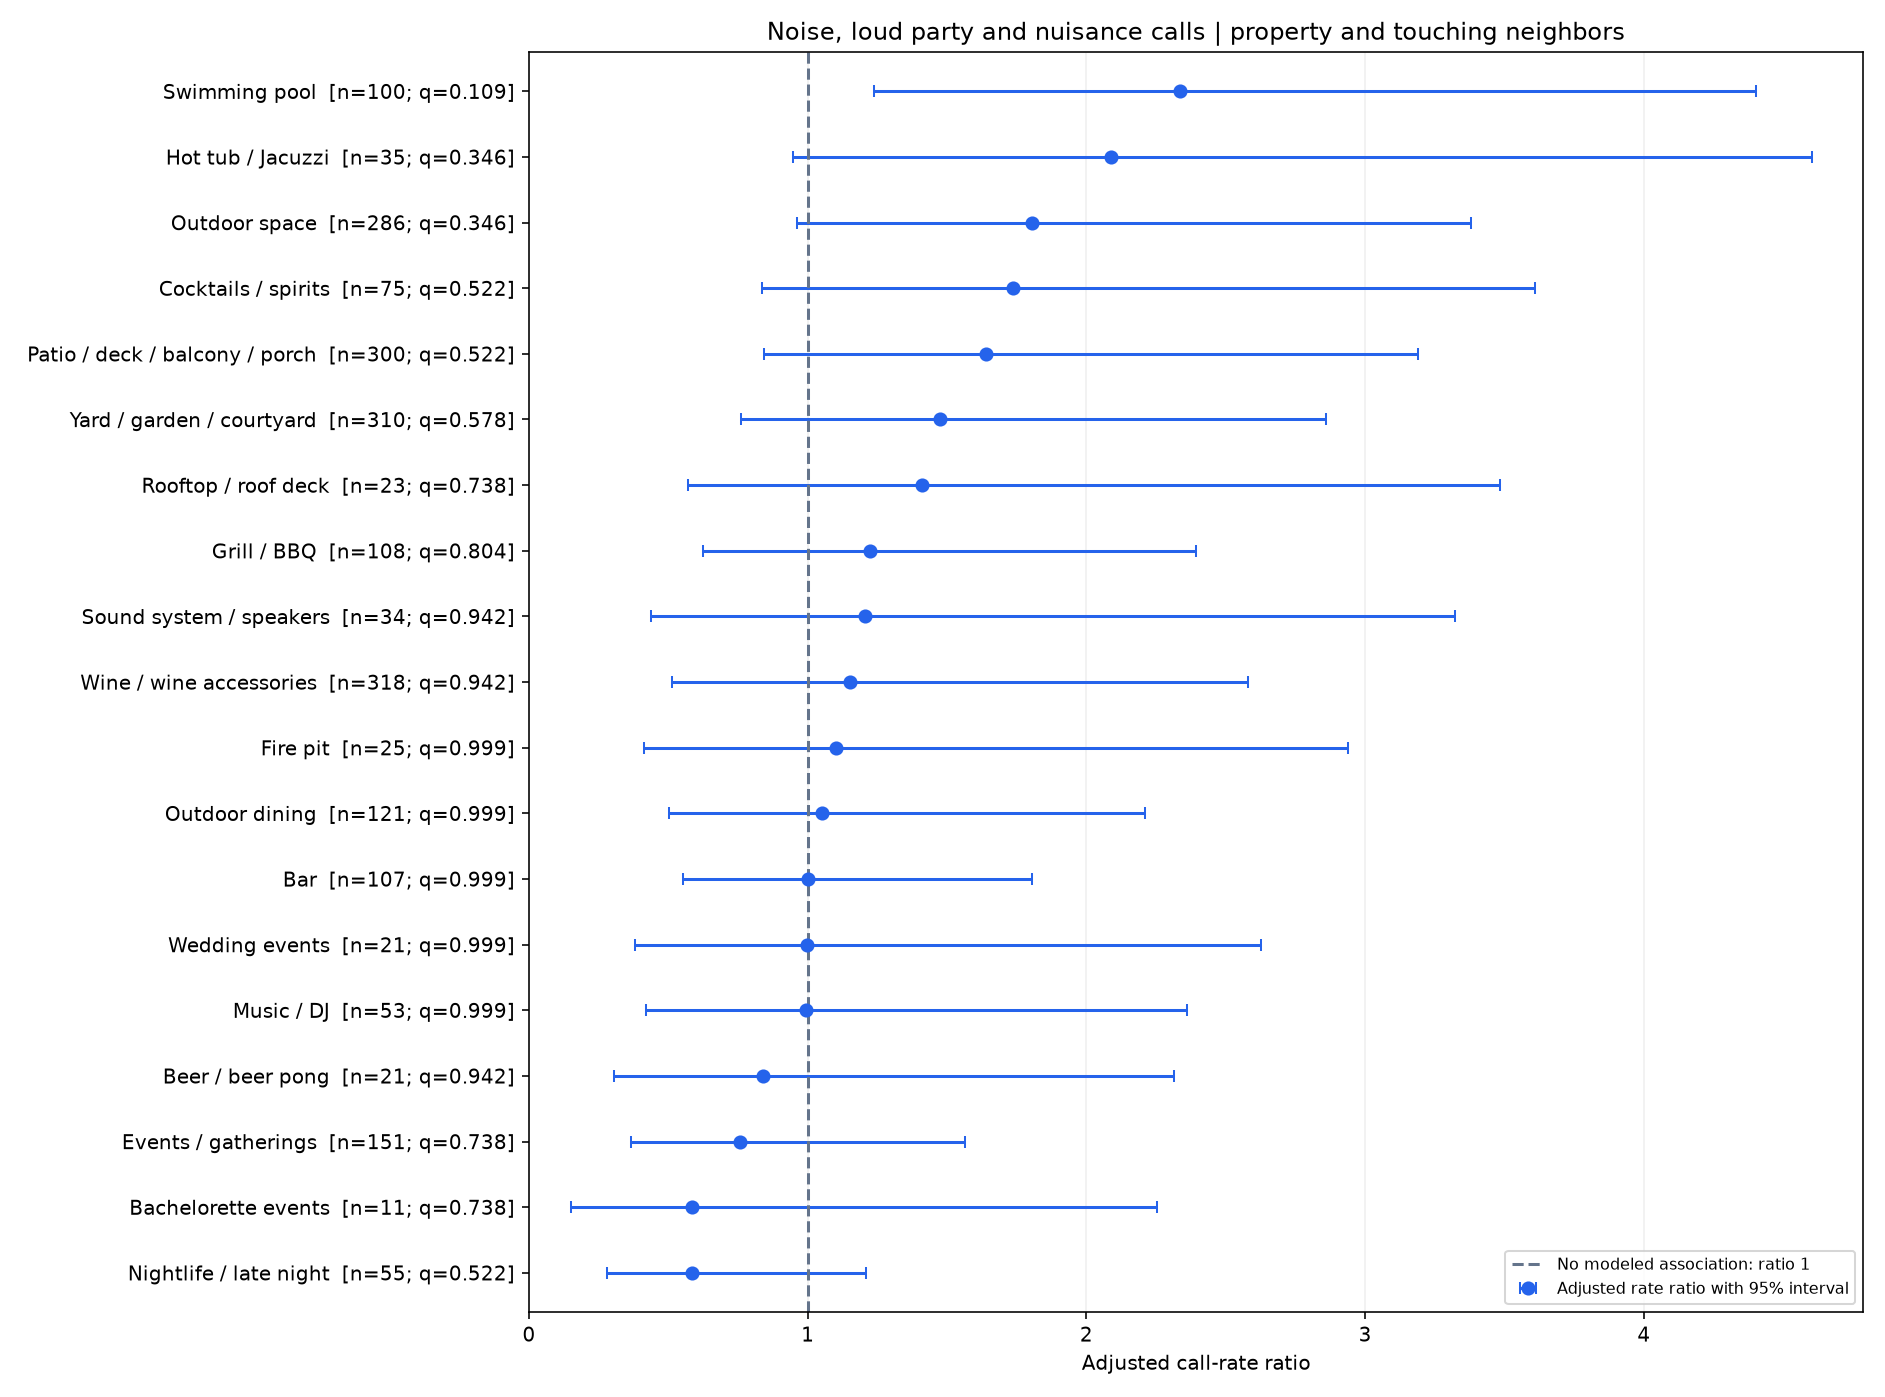 Noise, loud party and nuisance calls | property and touching neighbors
Swimming pool [n=100; q=0.109]
Hot tub / Jacuzzi [n=35; q=0.346]
Outdoor space [n=286; q=0.346]
Cocktails / spirits [n=75; q=0.522]
Patio / deck / balcony / porch [n=300; q=0.522]
Yard / garden / courtyard [n=310; q=0.578]
Rooftop / roof deck [n=23; q=0.738]
Grill / BBQ [n=108; q=0.804]
Sound system / speakers [n=34; q=0.942]
Wine / wine accessories [n=318; q=0.942]
Fire pit [n=25; q=0.999]
Outdoor dining [n=121; q=0.999]
Bar [n=107; q=0.999]
Wedding events [n=21; q=0.999]
Music / DJ [n=53; q=0.999]
Beer / beer pong [n=21; q=0.942]
Events / gatherings [n=151; q=0.738]
Bachelorette events [n=11; q=0.738]
Nightlife / late night [n=55; q=0.522]
No modeled association: ratio 1
Adjusted rate ratio with 95% interval
0 1 2 3 4
Adjusted call-rate ratio